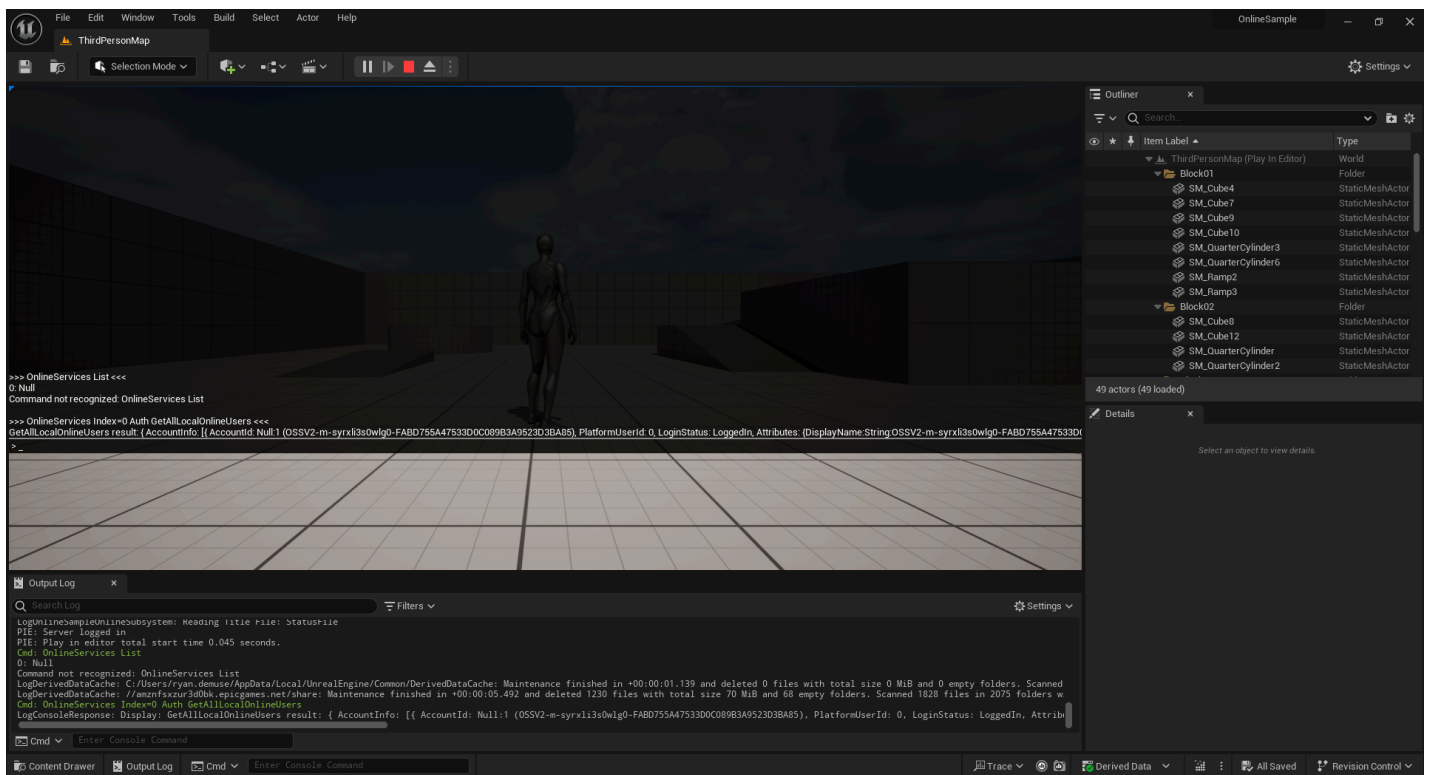 File Edit Window Tools Build Select Actor Help
OnlineSample
ThirdPersonMap
Selection Mode
Settings
Outliner
Search...
Item Label Type
ThirdPersonMap (Play In Editor) World
Block01 Folder
SM_Cube4 StaticMeshActor
SM_Cube7 StaticMeshActor
SM_Cube9 StaticMeshActor
SM_Cube10 StaticMeshActor
SM_QuarterCylinder3 StaticMeshActor
SM_QuarterCylinder6 StaticMeshActor
SM_Ramp2 StaticMeshActor
SM_Ramp3 StaticMeshActor
Block02 Folder
SM_Cube8 StaticMeshActor
SM_Cube12 StaticMeshActor
SM_QuarterCylinder StaticMeshActor
SM_QuarterCylinder2 StaticMeshActor
49 actors (49 loaded)
Details
Select an object to view details.
>>> OnlineServices List <<<
0: Null
Command not recognized: OnlineServices List
>>> OnlineServices Index=0 Auth GetAllLocalOnlineUsers <<<
GetAllLocalOnlineUsers result: { AccountInfo: [{ AccountId: Null:1 (OSSV2-m-syrxli3s0wlg0-FABD755A47533D0C089B3A9523D3BA85), PlatformUserId: 0, LoginStatus: LoggedIn, Attributes: {DisplayName:String:OSSV2-m-syrxli3s0wlg0-FABD755A47533D0
>_
Output Log
Search Log
Filters
Settings
LogOnlineSampleOnlineSubsystem: Reading Title File: StatusFile
PIE: Server logged in
PIE: Play in editor total start time 0.045 seconds.
Cmd: OnlineServices List
0: Null
Command not recognized: OnlineServices List
LogDerivedDataCache: C:/Users/ryan.demuse/AppData/Local/UnrealEngine/Common/DerivedDataCache: Maintenance finished in +00:00:01.139 and deleted 0 files with total size 0 MiB and 0 empty folders. Scanned
LogDerivedDataCache: //amznfsxzur3d0bk.epicgames.net/share: Maintenance finished in +00:00:05.492 and deleted 1230 files with total size 70 MiB and 68 empty folders. Scanned 1828 files in 2075 folders w
Cmd: OnlineServices Index=0 Auth GetAllLocalOnlineUsers
LogConsoleResponse: Display: GetAllLocalOnlineUsers result: { AccountInfo: [{ AccountId: Null:1 (OSSV2-m-syrxli3s0wlg0-FABD755A47533D0C089B3A9523D3BA85), PlatformUserId: 0, LoginStatus: LoggedIn, Attrib
Cmd Enter Console Command
Content Drawer Output Log Cmd Enter Console Command Trace Derived Data All Saved Revision Control